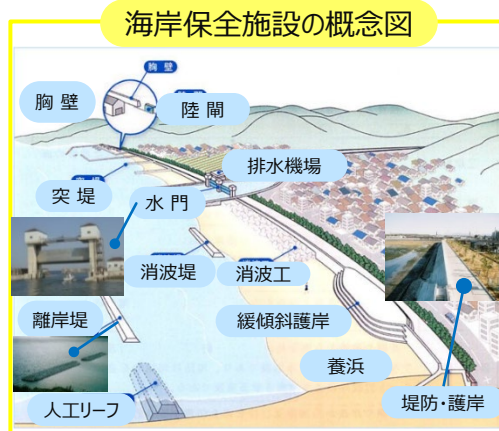 海岸保全施設の概念図
胸 壁
胸 壁
陸 閘
排水機場
突 堤
水 門
消波堤
消波工
離岸堤
緩傾斜護岸
養浜
人工リーフ
堤防・護岸